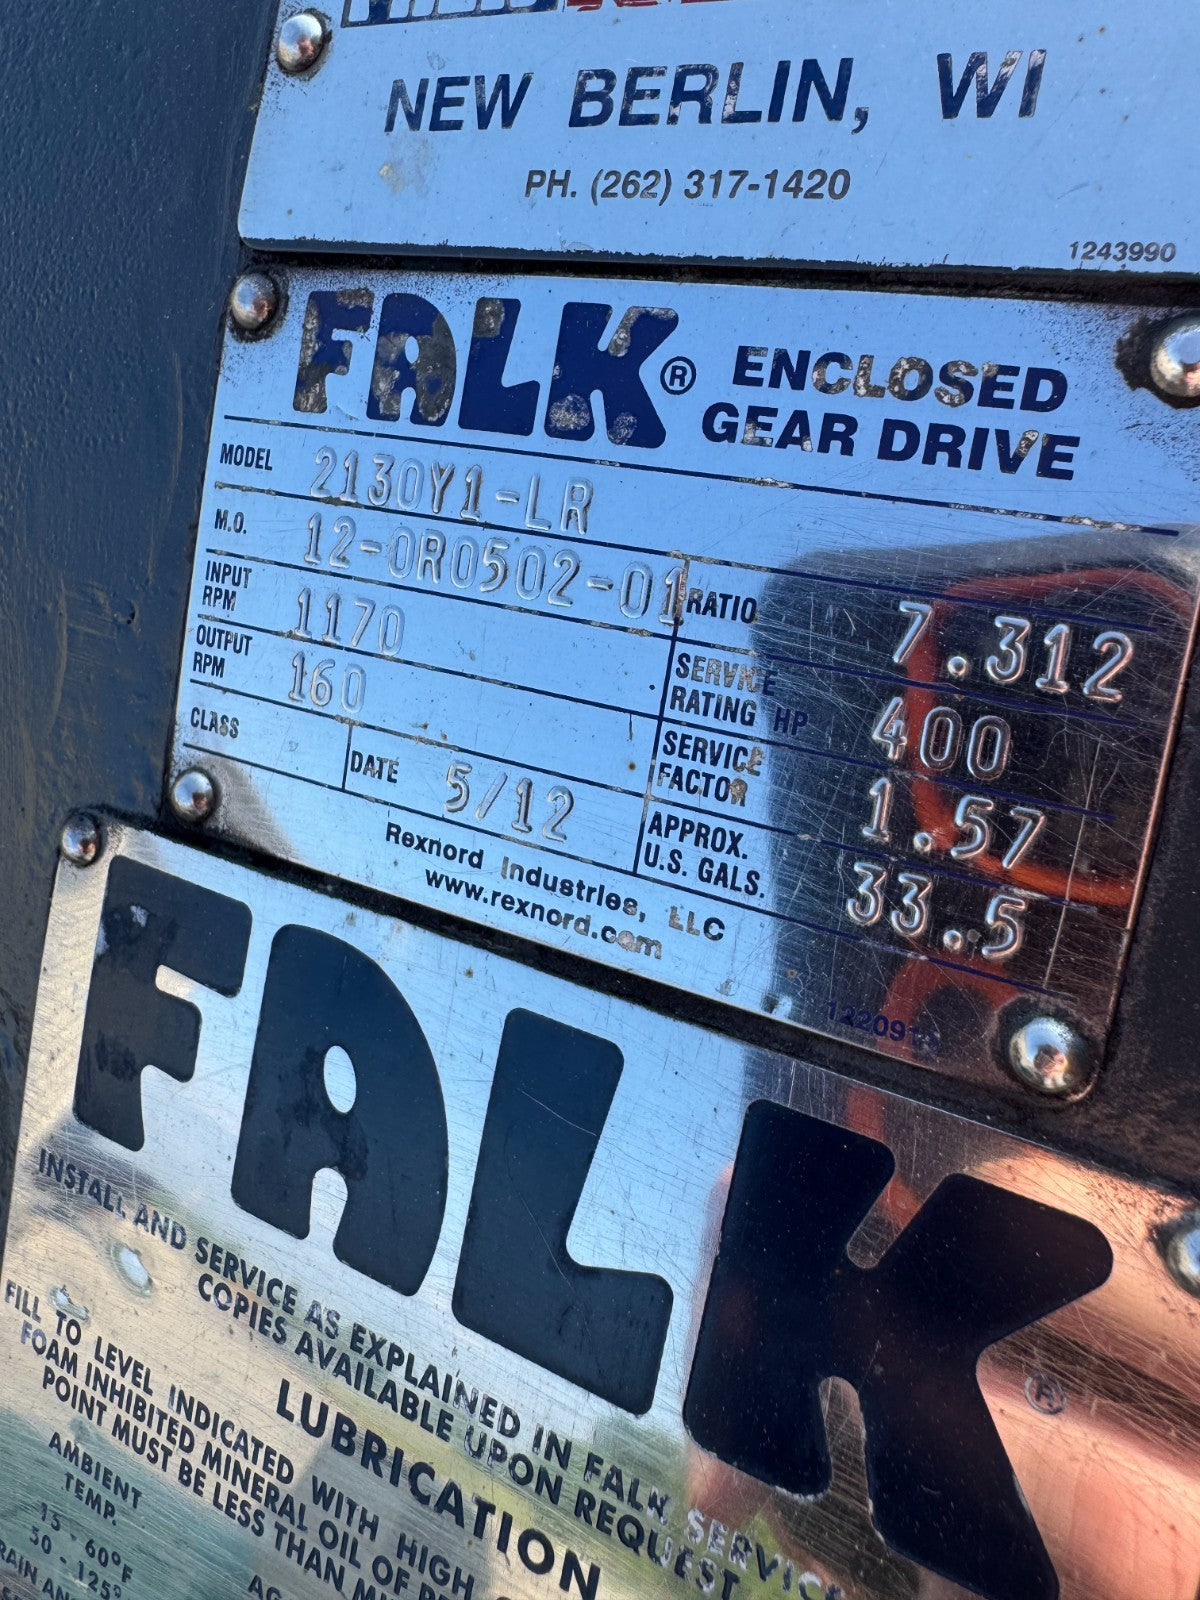 NEW BERLIN, WI
PH. (262) 317-1420
1243990
FALK® ENCLOSED
GEAR DRIVE
MODEL 2130Y1-LR
M.O. 12-0R0502-01
RATIO 7.312
INPUT RPM 1170
SERVICE RATING HP 400
OUTPUT RPM 160
SERVICE FACTOR 1.57
CLASS
DATE 5/12
APPROX. U.S. GALS. 33.5
Rexnord Industries, LLC
www.rexnord.com
FALK®
INSTALL AND SERVICE AS EXPLAINED IN FALK
COPIES AVAILABLE UPON REQUEST
LUBRICATION
FILL TO LEVEL INDICATED WITH HIGH
FOAM INHIBITED MINERAL OIL OF
POINT MUST BE LESS THAN
AMBIENT
TEMP.
15 - 60°F